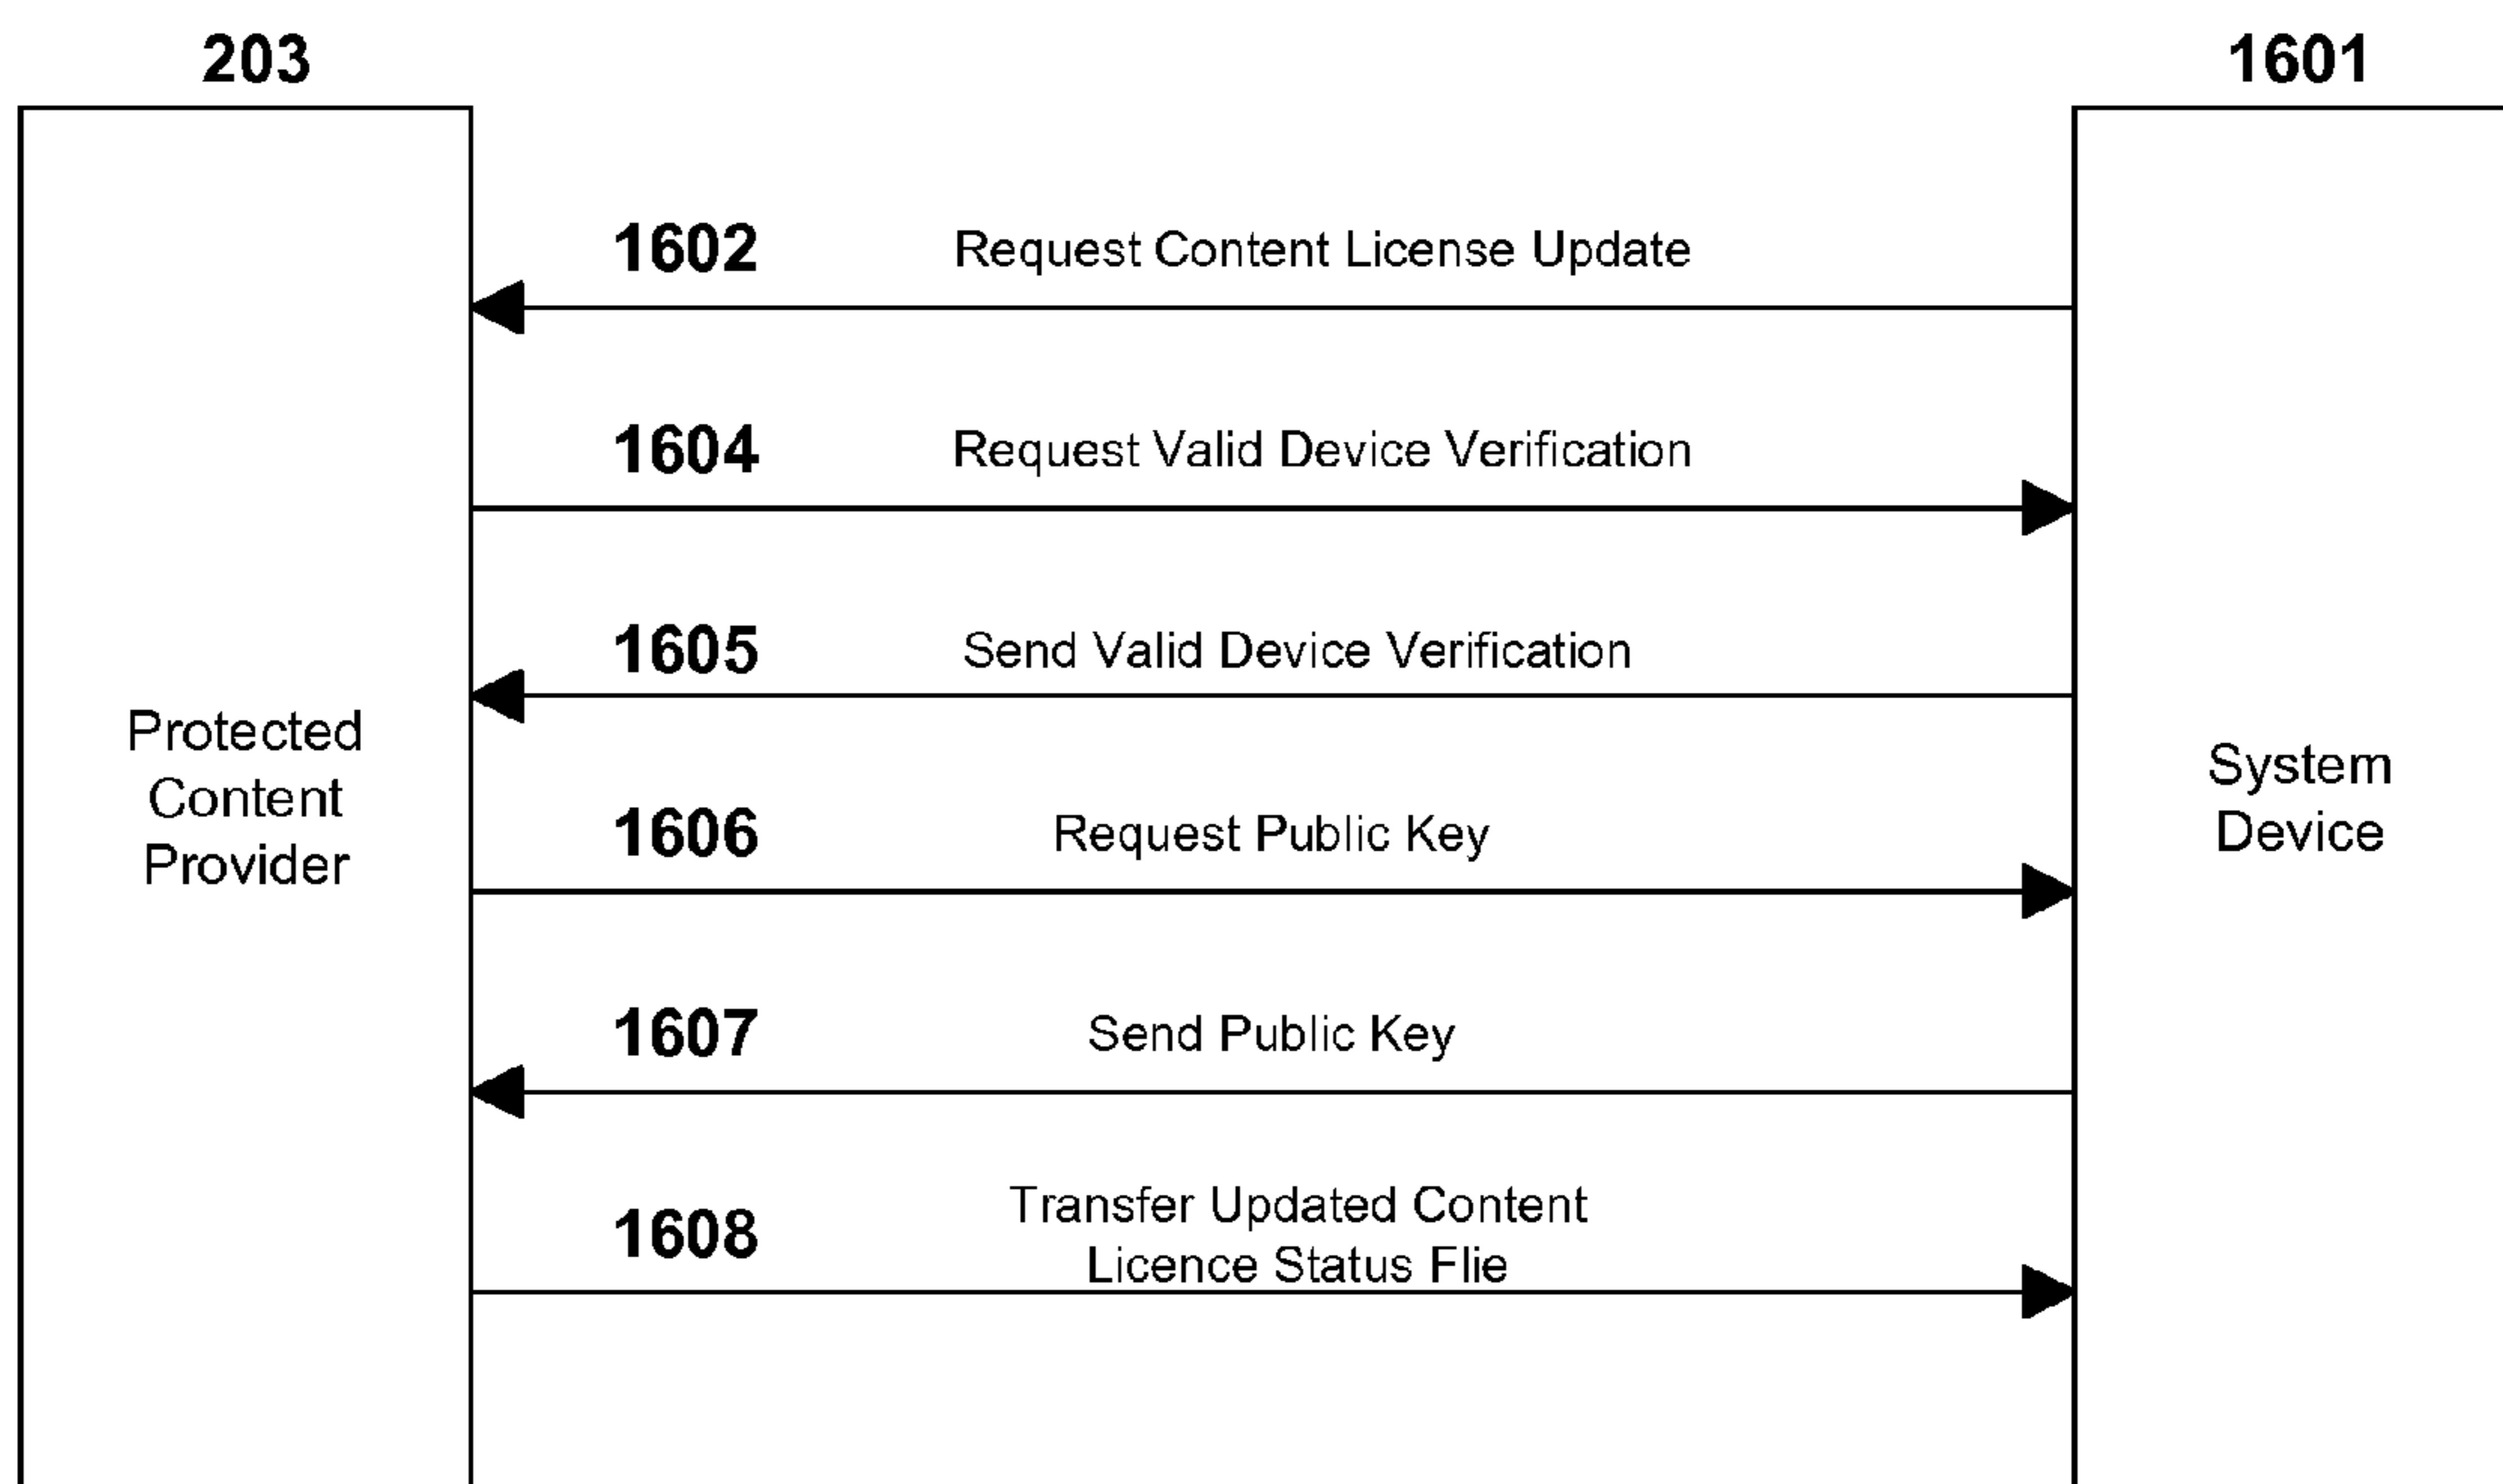 203
1601
1602 Request Content License Update
1604 Request Valid Device Verification
1605 Send Valid Device Verification
Protected
Content
Provider
System
Device
1606 Request Public Key
1607 Send Public Key
1608 Transfer Updated Content
Licence Status Flie